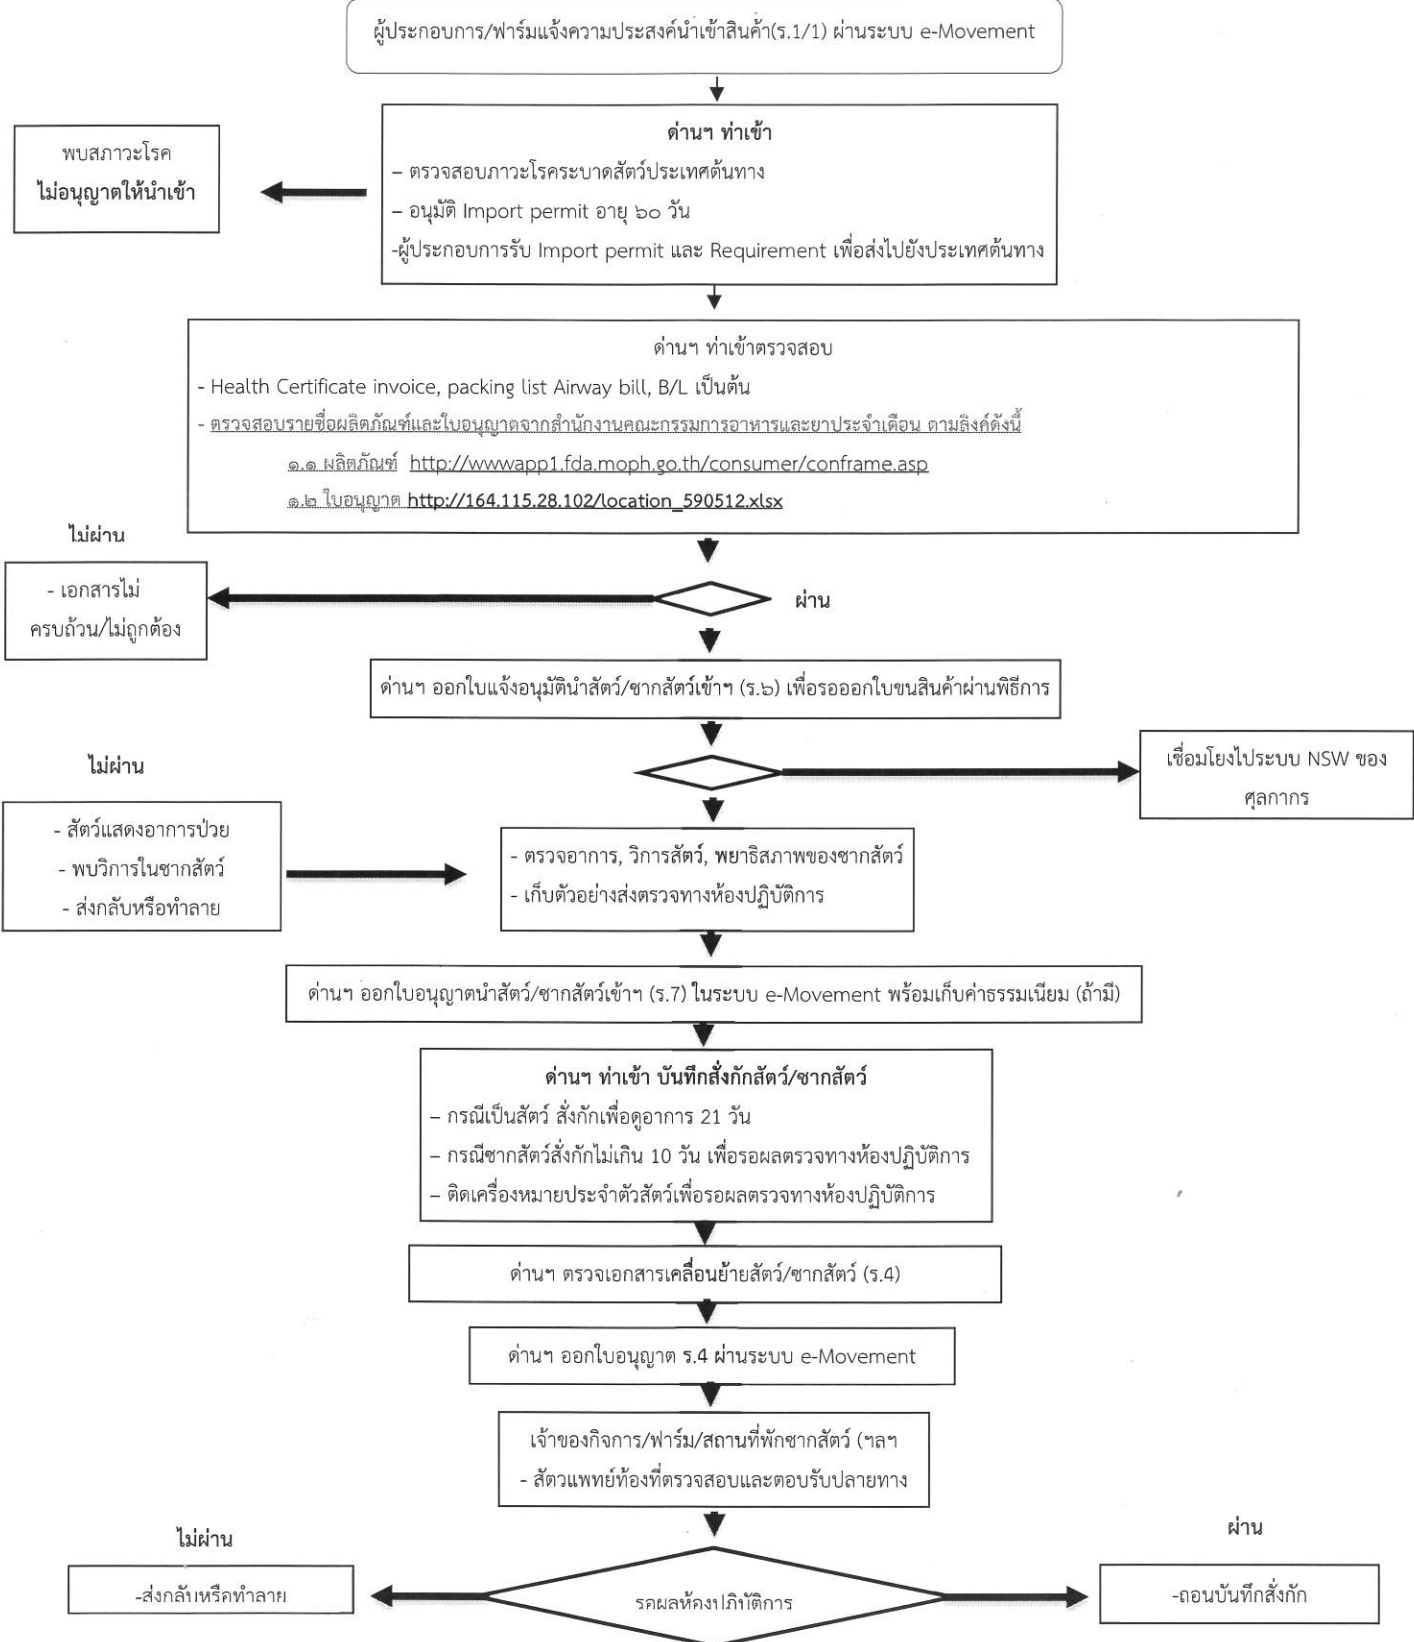 ผู้ประกอบการ/ฟาร์มแจ้งความประสงค์นำเข้าสินค้า(ร.1/1) ผ่านระบบ e-Movement
ด่านฯ ท่าเข้า
– ตรวจสอบภาวะโรคระบาดสัตว์ประเทศต้นทาง
– อนุมัติ Import permit อายุ ๖๐ วัน
-ผู้ประกอบการรับ Import permit และ Requirement เพื่อส่งไปยังประเทศต้นทาง
พบสภาวะโรค
ไม่อนุญาตให้นำเข้า
ด่านฯ ท่าเข้าตรวจสอบ
- Health Certificate invoice, packing list Airway bill, B/L เป็นต้น
- ตรวจสอบรายชื่อผลิตภัณฑ์และใบอนุญาตจากสำนักงานคณะกรรมการอาหารและยาประจำเดือน ตามลิงค์ดังนี้
๑.๑ ผลิตภัณฑ์ http://wwwapp1.fda.moph.go.th/consumer/conframe.asp
๑.๒ ใบอนุญาต http://164.115.28.102/location_590512.xlsx
ไม่ผ่าน
- เอกสารไม่
ครบถ้วน/ไม่ถูกต้อง
ผ่าน
ด่านฯ ออกใบแจ้งอนุมัตินำสัตว์/ซากสัตว์เข้าฯ (ร.๖) เพื่อรอออกใบขนสินค้าผ่านพิธีการ
เชื่อมโยงไประบบ NSW ของ
ศุลกากร
ไม่ผ่าน
- สัตว์แสดงอาการป่วย
- พบวิการในซากสัตว์
- ส่งกลับหรือทำลาย
- ตรวจอาการ, วิการสัตว์, พยาธิสภาพของซากสัตว์
- เก็บตัวอย่างส่งตรวจทางห้องปฏิบัติการ
ด่านฯ ออกใบอนุญาตนำสัตว์/ซากสัตว์เข้าฯ (ร.7) ในระบบ e-Movement พร้อมเก็บค่าธรรมเนียม (ถ้ามี)
ด่านฯ ท่าเข้า บันทึกสั่งกักสัตว์/ซากสัตว์
– กรณีเป็นสัตว์ สั่งกักเพื่อดูอาการ 21 วัน
– กรณีซากสัตว์สั่งกักไม่เกิน 10 วัน เพื่อรอผลตรวจทางห้องปฏิบัติการ
– ติดเครื่องหมายประจำตัวสัตว์เพื่อรอผลตรวจทางห้องปฏิบัติการ
ด่านฯ ตรวจเอกสารเคลื่อนย้ายสัตว์/ซากสัตว์ (ร.4)
ด่านฯ ออกใบอนุญาต ร.4 ผ่านระบบ e-Movement
เจ้าของกิจการ/ฟาร์ม/สถานที่พักซากสัตว์ (ฯลฯ
- สัตวแพทย์ท้องที่ตรวจสอบและตอบรับปลายทาง
ไม่ผ่าน
-ส่งกลับหรือทำลาย
รอผลห้องปฏิบัติการ
ผ่าน
-ถอนบันทึกสั่งกัก